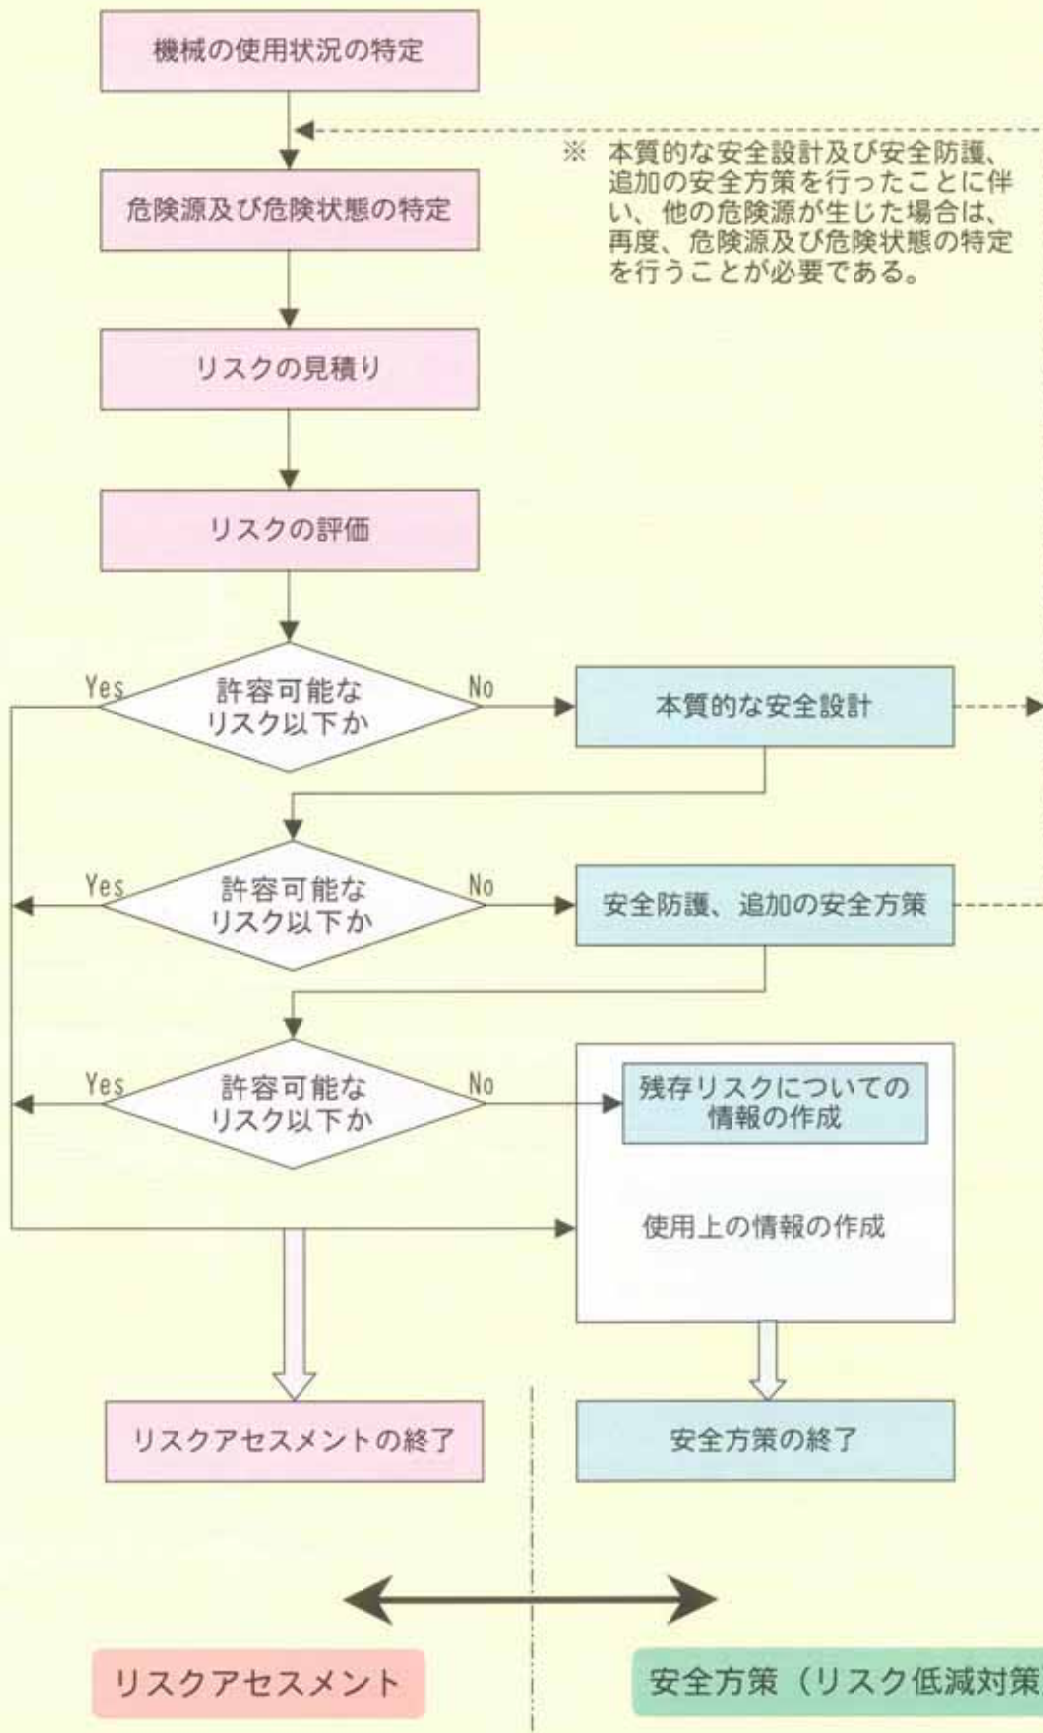 機械の使用状況の特定
※ 本質的な安全設計及び安全防護、
追加の安全方策を行ったことに伴
い、他の危険源が生じた場合は、
再度、危険源及び危険状態の特定
を行うことが必要である。
危険源及び危険状態の特定
リスクの見積り
リスクの評価
Yes
許容可能な
リスク以下か
No
本質的な安全設計
Yes
許容可能な
リスク以下か
No
安全防護、追加の安全方策
Yes
許容可能な
リスク以下か
No
残存リスクについての
情報の作成
使用上の情報の作成
リスクアセスメントの終了
安全方策の終了
リスクアセスメント
安全方策（リスク低減対策）